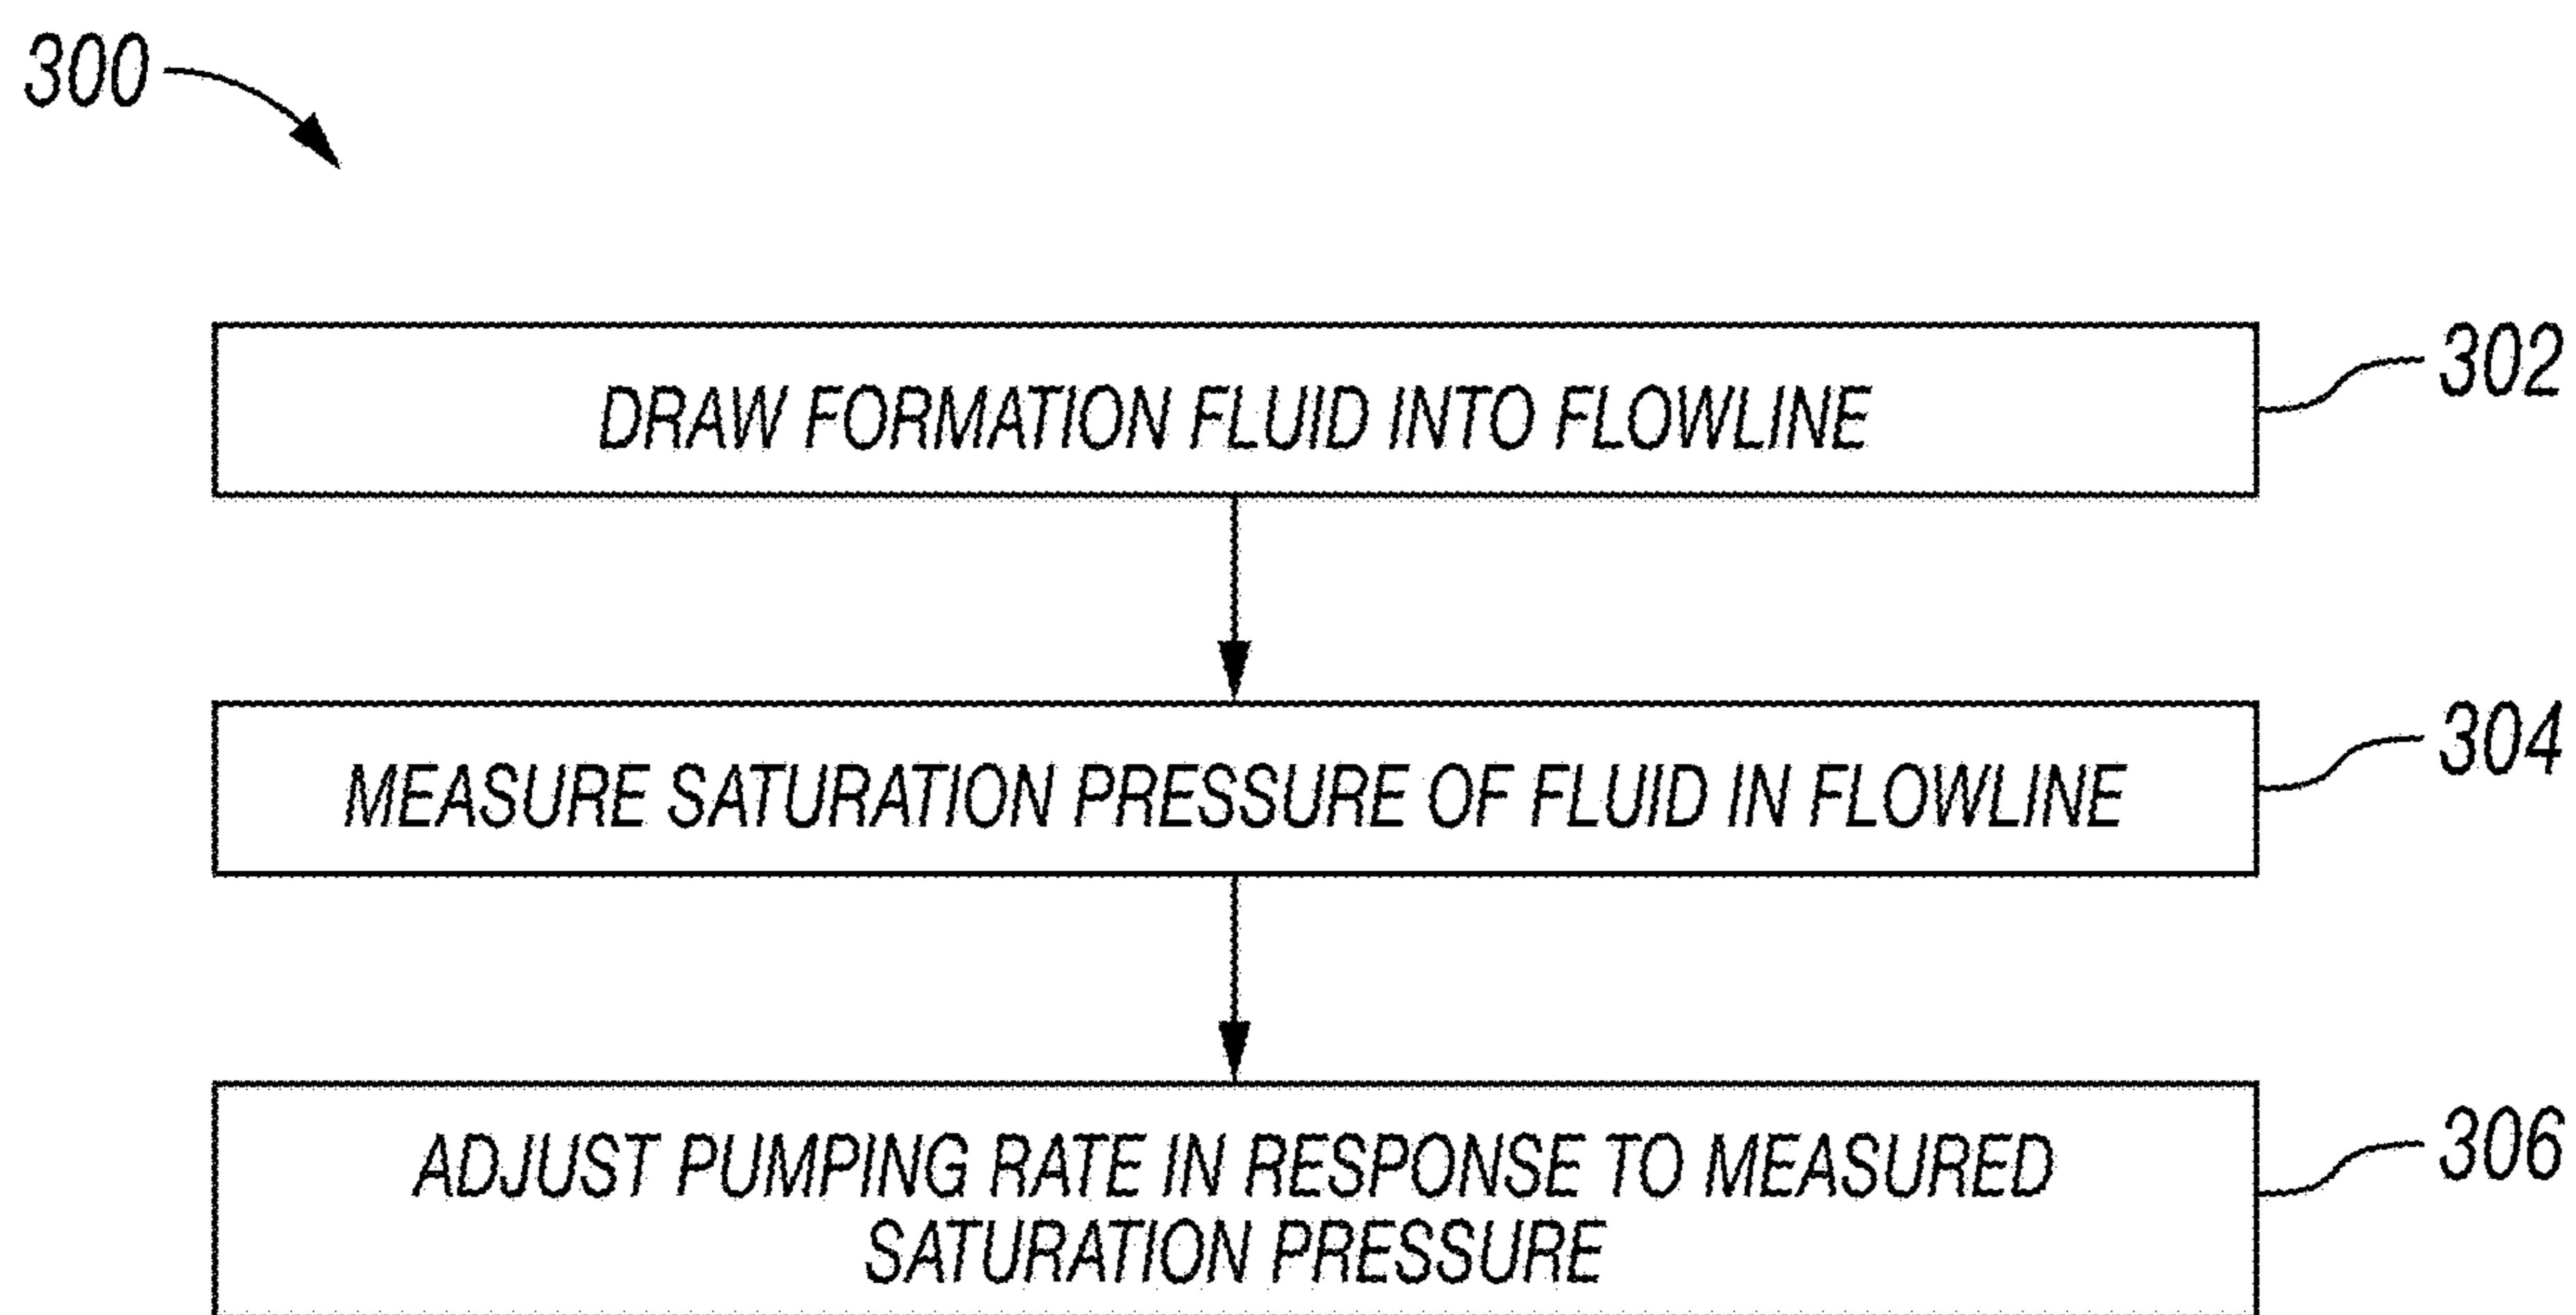 300
DRAW FORMATION FLUID INTO FLOWLINE
302
MEASURE SATURATION PRESSURE OF FLUID IN FLOWLINE
304
ADJUST PUMPING RATE IN RESPONSE TO MEASURED
SATURATION PRESSURE
306